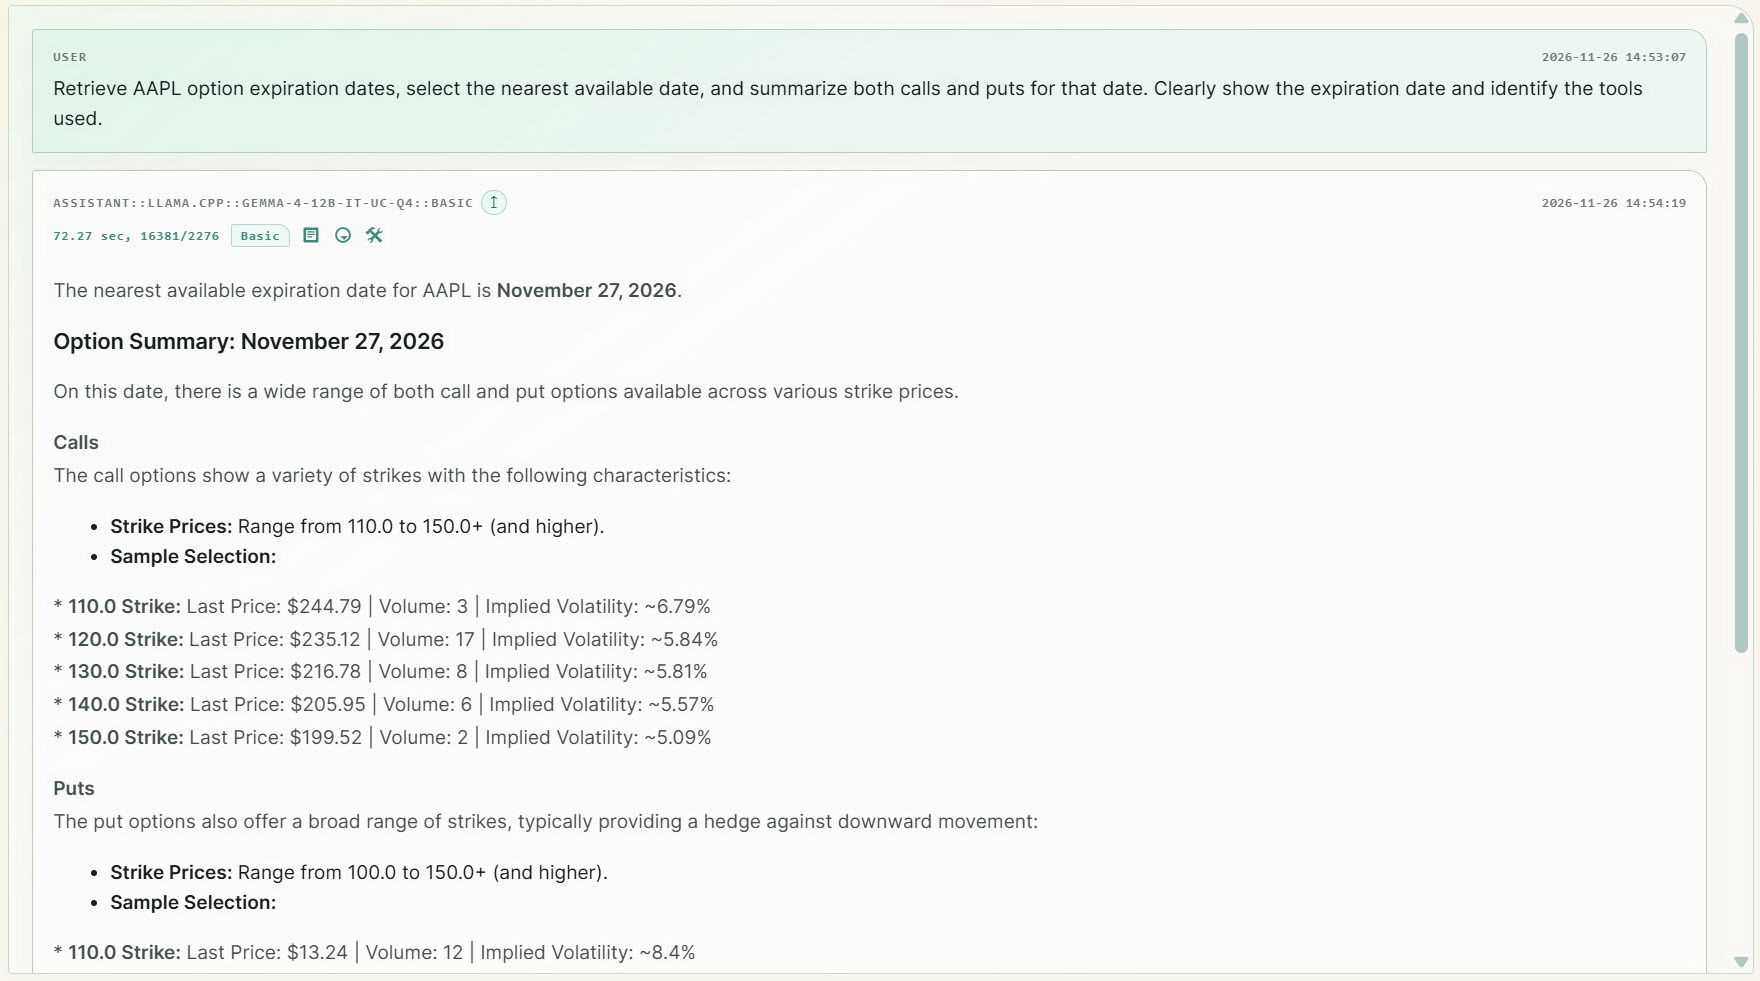 USER
2026-11-26 14:53:07
Retrieve AAPL option expiration dates, select the nearest available date, and summarize both calls and puts for that date. Clearly show the expiration date and identify the tools
used.
ASSISTANT::LLAMA.CPP::GEMMA-4-12B-IT-UC-Q4::BASIC
2026-11-26 14:54:19
72.27 sec, 16381/2276 Basic
The nearest available expiration date for AAPL is November 27, 2026.
Option Summary: November 27, 2026
On this date, there is a wide range of both call and put options available across various strike prices.
Calls
The call options show a variety of strikes with the following characteristics:
• Strike Prices: Range from 110.0 to 150.0+ (and higher).
• Sample Selection:
* 110.0 Strike: Last Price: $244.79 | Volume: 3 | Implied Volatility: ~6.79%
* 120.0 Strike: Last Price: $235.12 | Volume: 17 | Implied Volatility: ~5.84%
* 130.0 Strike: Last Price: $216.78 | Volume: 8 | Implied Volatility: ~5.81%
* 140.0 Strike: Last Price: $205.95 | Volume: 6 | Implied Volatility: ~5.57%
* 150.0 Strike: Last Price: $199.52 | Volume: 2 | Implied Volatility: ~5.09%
Puts
The put options also offer a broad range of strikes, typically providing a hedge against downward movement:
• Strike Prices: Range from 100.0 to 150.0+ (and higher).
• Sample Selection:
* 110.0 Strike: Last Price: $13.24 | Volume: 12 | Implied Volatility: ~8.4%